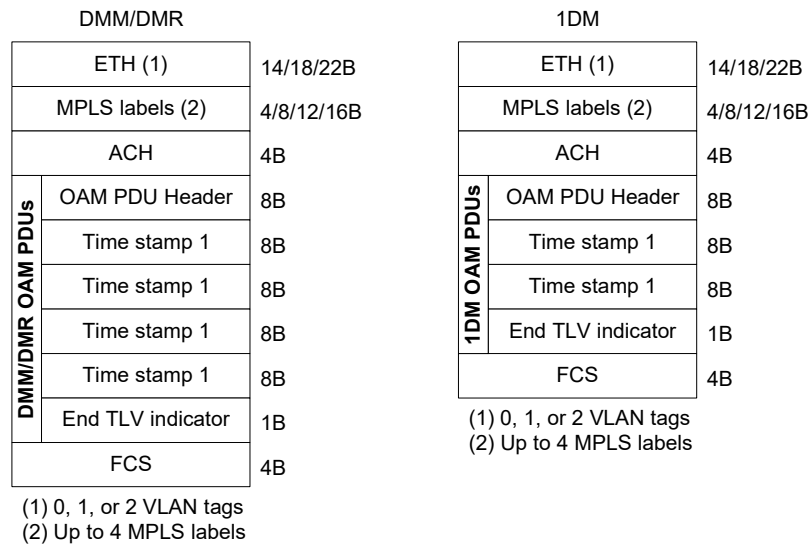 DMM/DMR
ETH (1) 14/18/22B
MPLS labels (2) 4/8/12/16B
ACH 4B
DMM/DMR OAM PDUs
OAM PDU Header 8B
Time stamp 1 8B
Time stamp 1 8B
Time stamp 1 8B
Time stamp 1 8B
End TLV indicator 1B
FCS 4B
(1) 0, 1, or 2 VLAN tags
(2) Up to 4 MPLS labels
1DM
ETH (1) 14/18/22B
MPLS labels (2) 4/8/12/16B
ACH 4B
1DM OAM PDUs
OAM PDU Header 8B
Time stamp 1 8B
Time stamp 1 8B
End TLV indicator 1B
FCS 4B
(1) 0, 1, or 2 VLAN tags
(2) Up to 4 MPLS labels